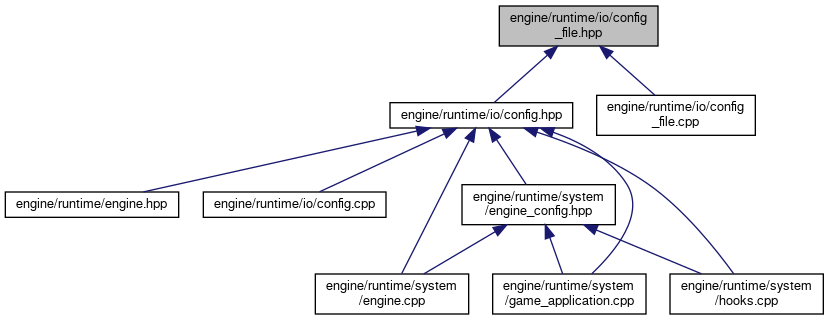 engine/runtime/io/config
_file.hpp
engine/runtime/io/config.hpp
engine/runtime/io/config
_file.cpp
engine/runtime/engine.hpp
engine/runtime/io/config.cpp
engine/runtime/system
/engine_config.hpp
engine/runtime/system
/engine.cpp
engine/runtime/system
/game_application.cpp
engine/runtime/system
/hooks.cpp